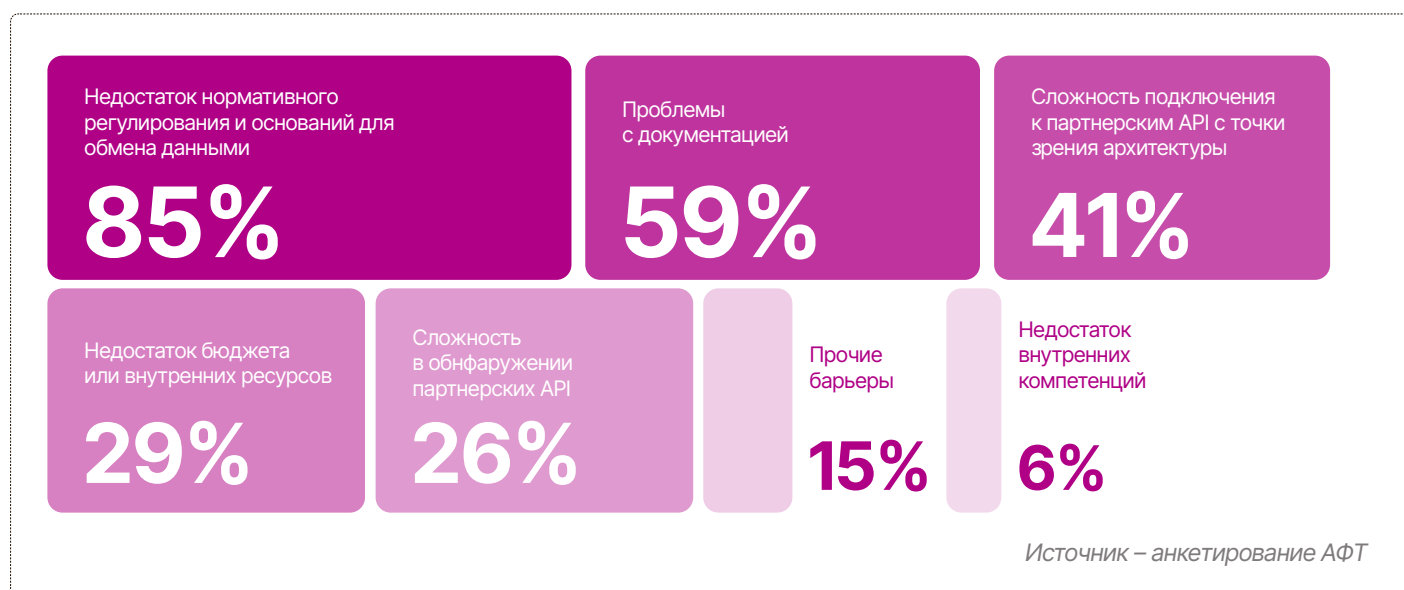 Недостаток нормативного
регулирования и оснований для
обмена данными
85%
Проблемы
с документацией
59%
Сложность подключения
к партнерским API с точки
зрения архитектуры
41%
Недостаток бюджета
или внутренних ресурсов
29%
Сложность
в обнфаружении
партнерских API
26%
Прочие
барьеры
15%
Недостаток
внутренних
компетенций
6%
Источник – анкетирование АФТ